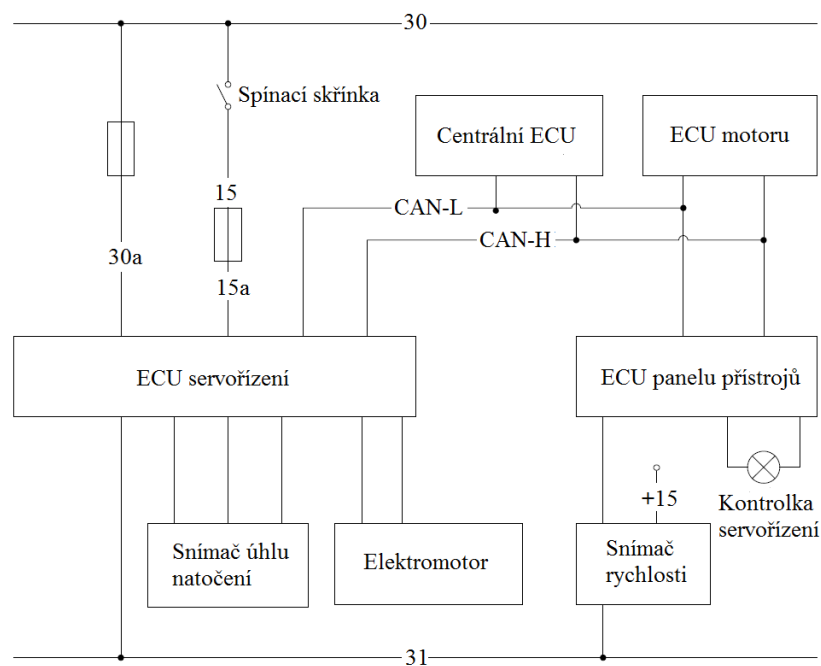 30
Spínací skřínka
Centrální ECU
ECU motoru
15
CAN-L
CAN-H
30a
15a
ECU servořízení
ECU panelu přístrojů
+15
Kontrolka
servořízení
Snímač úhlu
natočení
Elektromotor
Snímač
rychlosti
31